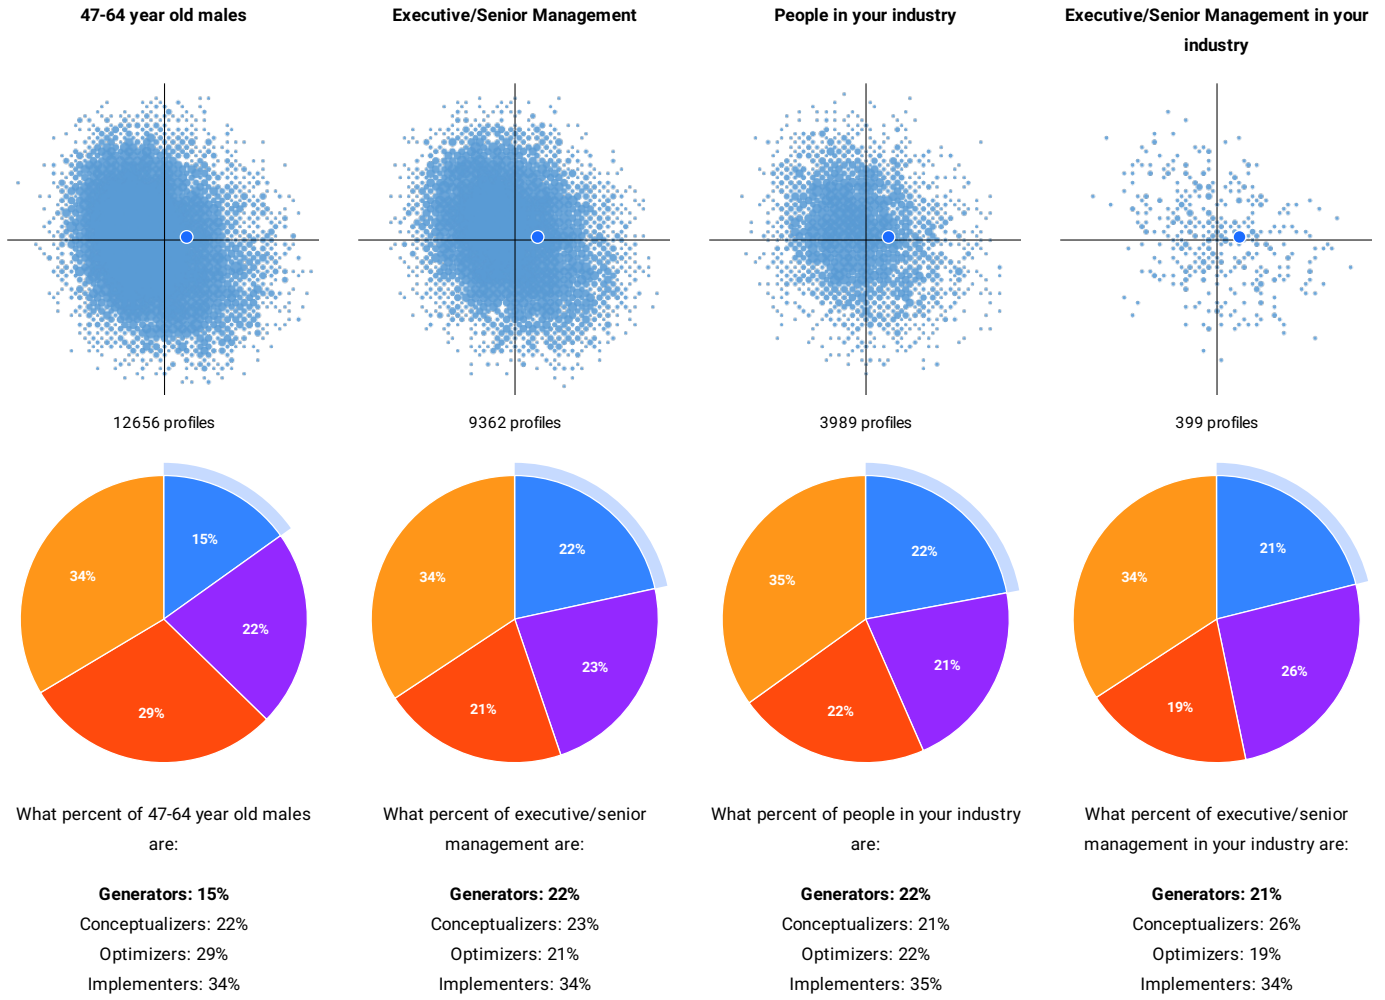 47-64 year old males
Executive/Senior Management
People in your industry
Executive/Senior Management in your
industry
12656 profiles
9362 profiles
3989 profiles
399 profiles
15%
22%
29%
34%
22%
23%
21%
34%
22%
21%
22%
35%
21%
26%
19%
34%
What percent of 47-64 year old males
are:
Generators: 15%
Conceptualizers: 22%
Optimizers: 29%
Implementers: 34%
What percent of executive/senior
management are:
Generators: 22%
Conceptualizers: 23%
Optimizers: 21%
Implementers: 34%
What percent of people in your industry
are:
Generators: 22%
Conceptualizers: 21%
Optimizers: 22%
Implementers: 35%
What percent of executive/senior
management in your industry are:
Generators: 21%
Conceptualizers: 26%
Optimizers: 19%
Implementers: 34%